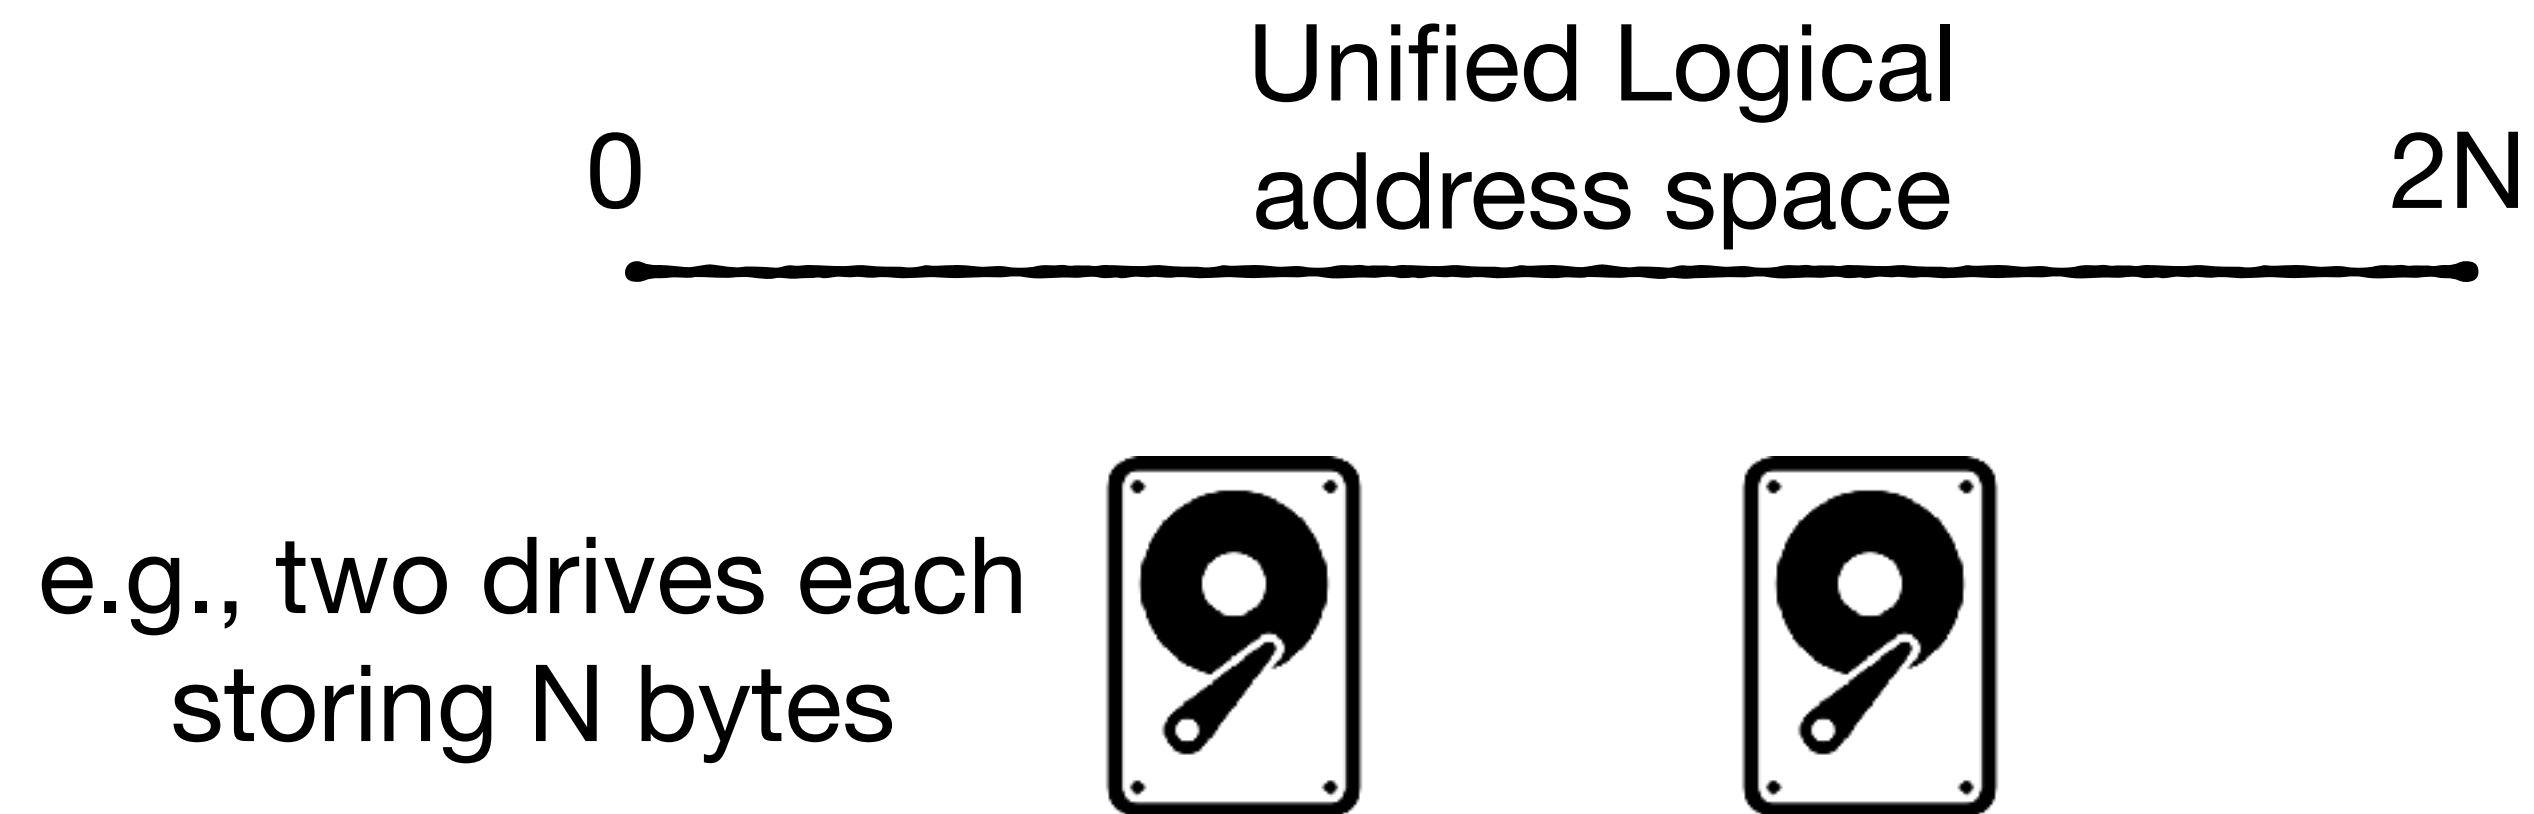 Unified Logical
address space
0
2N
e.g., two drives each
storing N bytes